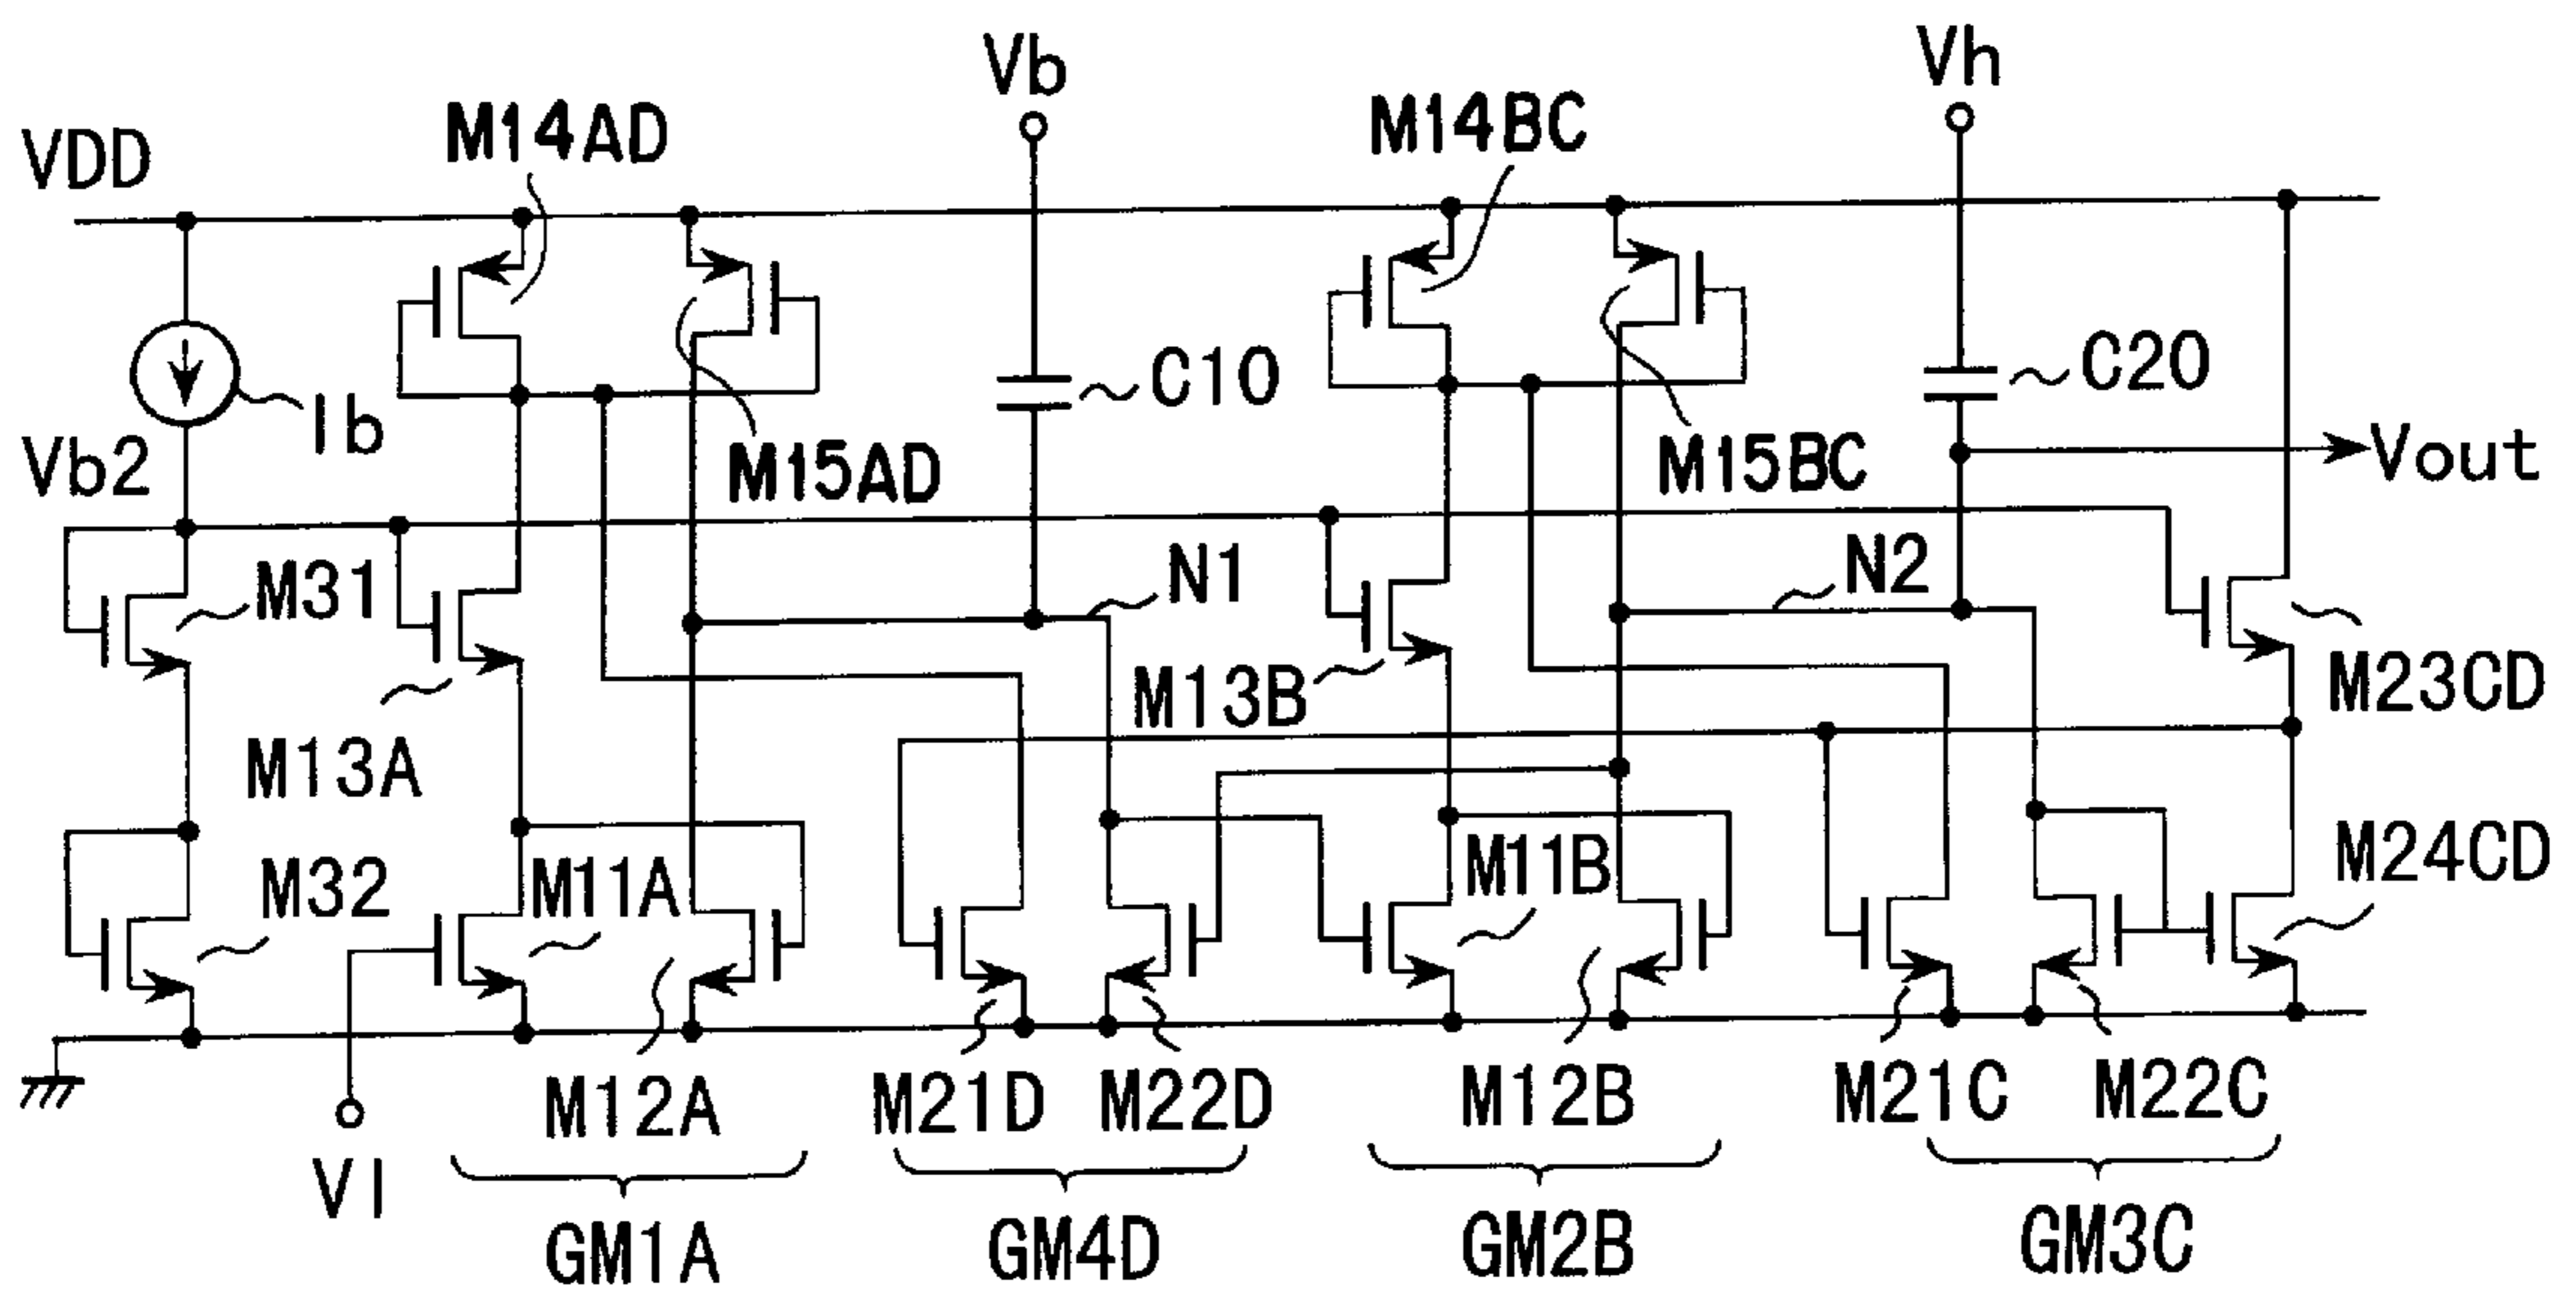 Vb
Vh
M14AD
M14BC
VDD
C10
C20
Ib
Vb2
M15AD
M15BC
Vout
M31
N1
N2
M13B
M23CD
M13A
M32
M11A
M11B
M24CD
M12A
M21D
M22D
M12B
M21C
M22C
VI
GM1A
GM4D
GM2B
GM3C